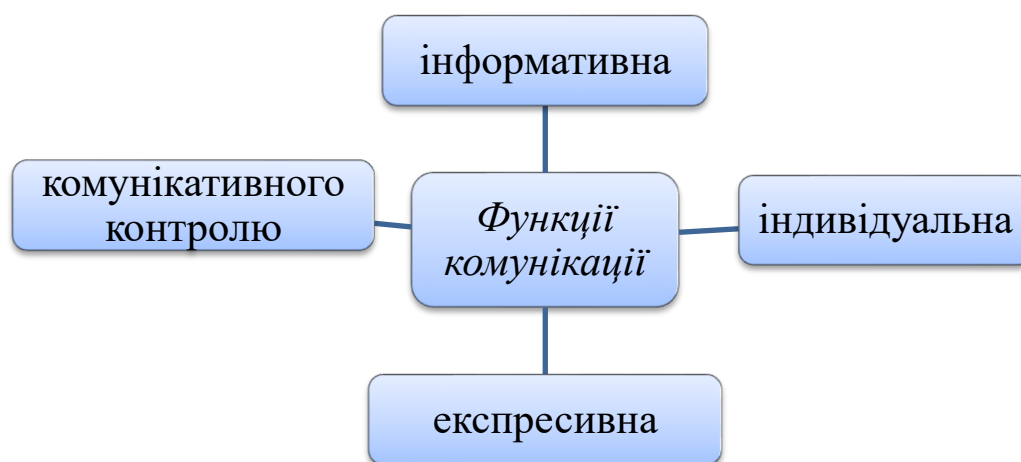 інформативна
комунікативного
контролю
Функції
комунікації
індивідуальна
експресивна